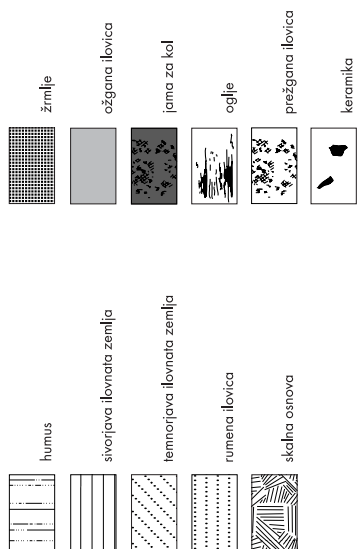 humus
sivorjava ilovnata zemlja
temnorjava ilovnata zemlja
rumena ilovica
skalna osnova
žrmlje
ožgana ilovica
jama za kol
oglje
prežgana ilovica
keramika